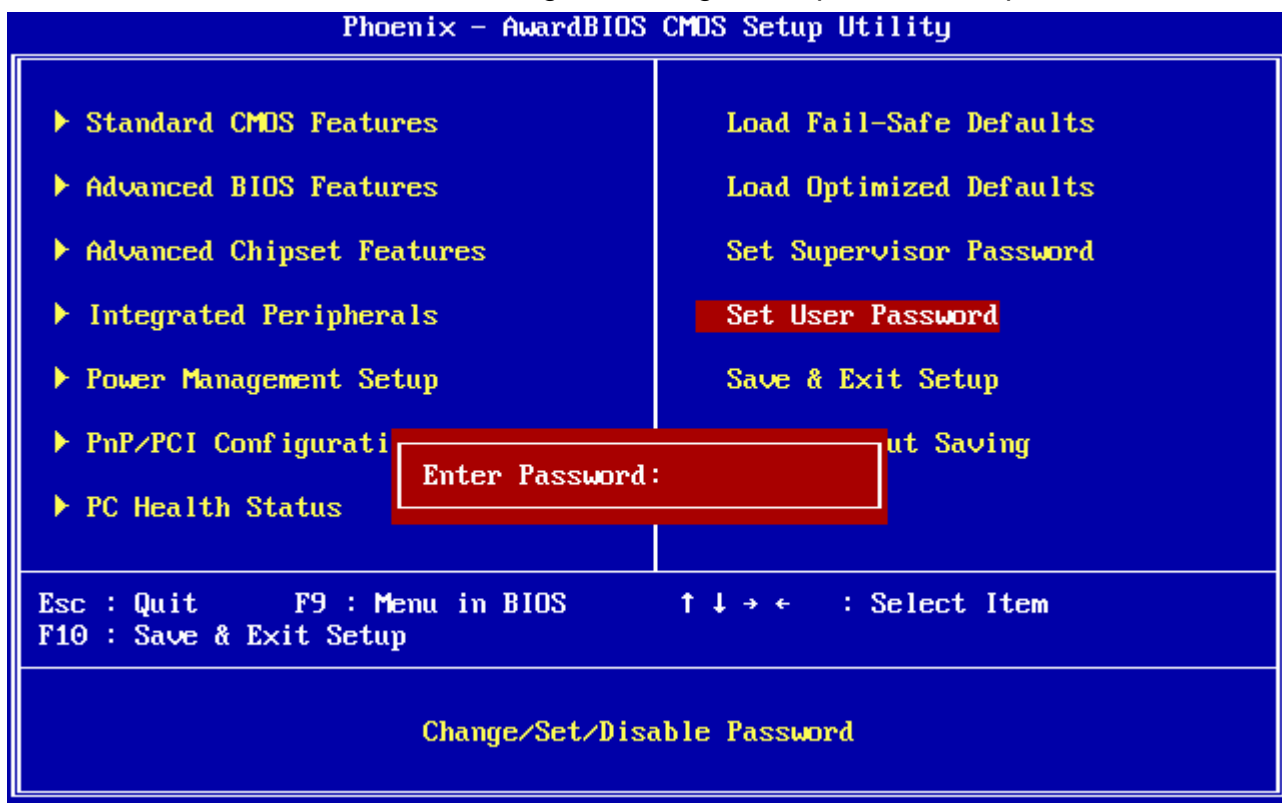 Phoenix - AwardBIOS CMOS Setup Utility
▶ Standard CMOS Features
▶ Advanced BIOS Features
▶ Advanced Chipset Features
▶ Integrated Peripherals
▶ Power Management Setup
▶ PnP/PCI Configurati
▶ PC Health Status
Load Fail-Safe Defaults
Load Optimized Defaults
Set Supervisor Password
Set User Password
Save & Exit Setup
ut Saving
Enter Password:
Esc : Quit F9 : Menu in BIOS ↑ ↓ → ← : Select Item
F10 : Save & Exit Setup
Change/Set/Disable Password